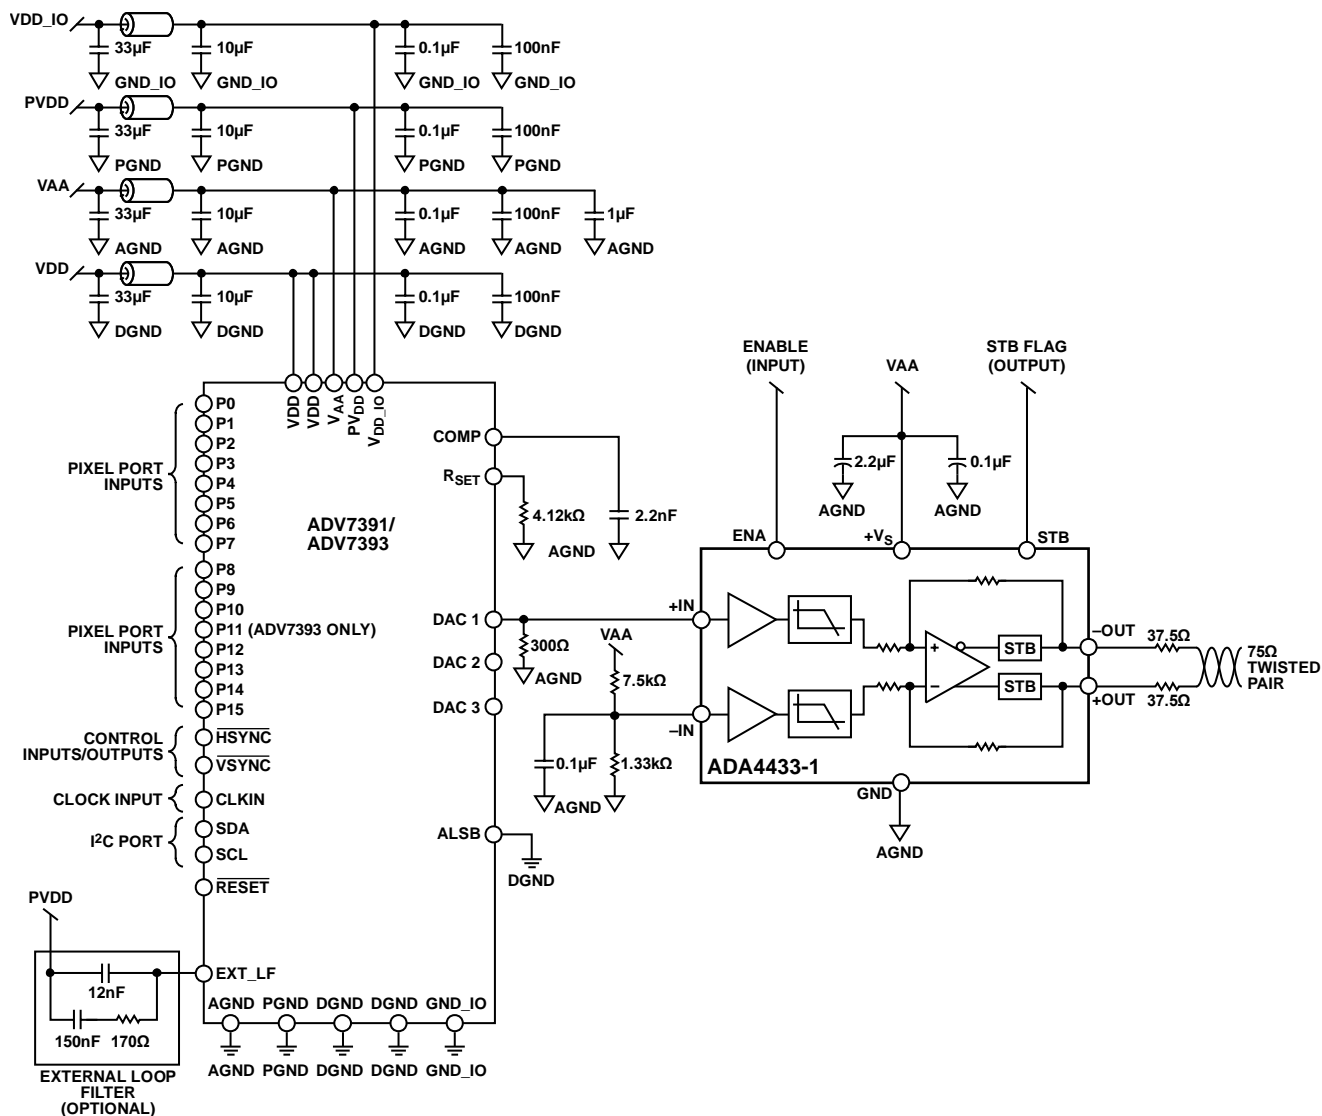 VDD_IO
33µF
10µF
0.1µF
100nF
GND_IO
GND_IO
GND_IO
GND_IO
PVDD
33µF
10µF
0.1µF
100nF
PGND
PGND
PGND
PGND
VAA
33µF
10µF
0.1µF
100nF
1µF
AGND
AGND
AGND
AGND
AGND
VDD
33µF
10µF
0.1µF
100nF
DGND
DGND
DGND
DGND
VDD
VDD
VAA
PVDD
VDD_IO
PIXEL PORT
INPUTS
P0
P1
P2
P3
P4
P5
P6
P7
PIXEL PORT
INPUTS
P8
P9
P10
P11 (ADV7393 ONLY)
P12
P13
P14
P15
CONTROL
INPUTS/OUTPUTS
HSYNC
VSYNC
CLOCK INPUT
CLKIN
I2C PORT
SDA
SCL
RESET
PVDD
EXT_LF
12nF
150nF
170Ω
EXTERNAL LOOP
FILTER
(OPTIONAL)
ADV7391/
ADV7393
COMP
RSET
4.12kΩ
2.2nF
AGND
DAC 1
DAC 2
DAC 3
300Ω
AGND
VAA
7.5kΩ
0.1µF
1.33kΩ
AGND
ALSB
DGND
AGND
PGND
DGND
DGND
GND_IO
AGND
PGND
DGND
DGND
GND_IO
ENABLE
(INPUT)
VAA
STB FLAG
(OUTPUT)
2.2µF
0.1µF
AGND
AGND
ENA
+VS
STB
+IN
–IN
+
–
STB
STB
ADA4433-1
GND
AGND
–OUT
37.5Ω
+OUT
37.5Ω
75Ω
TWISTED
PAIR